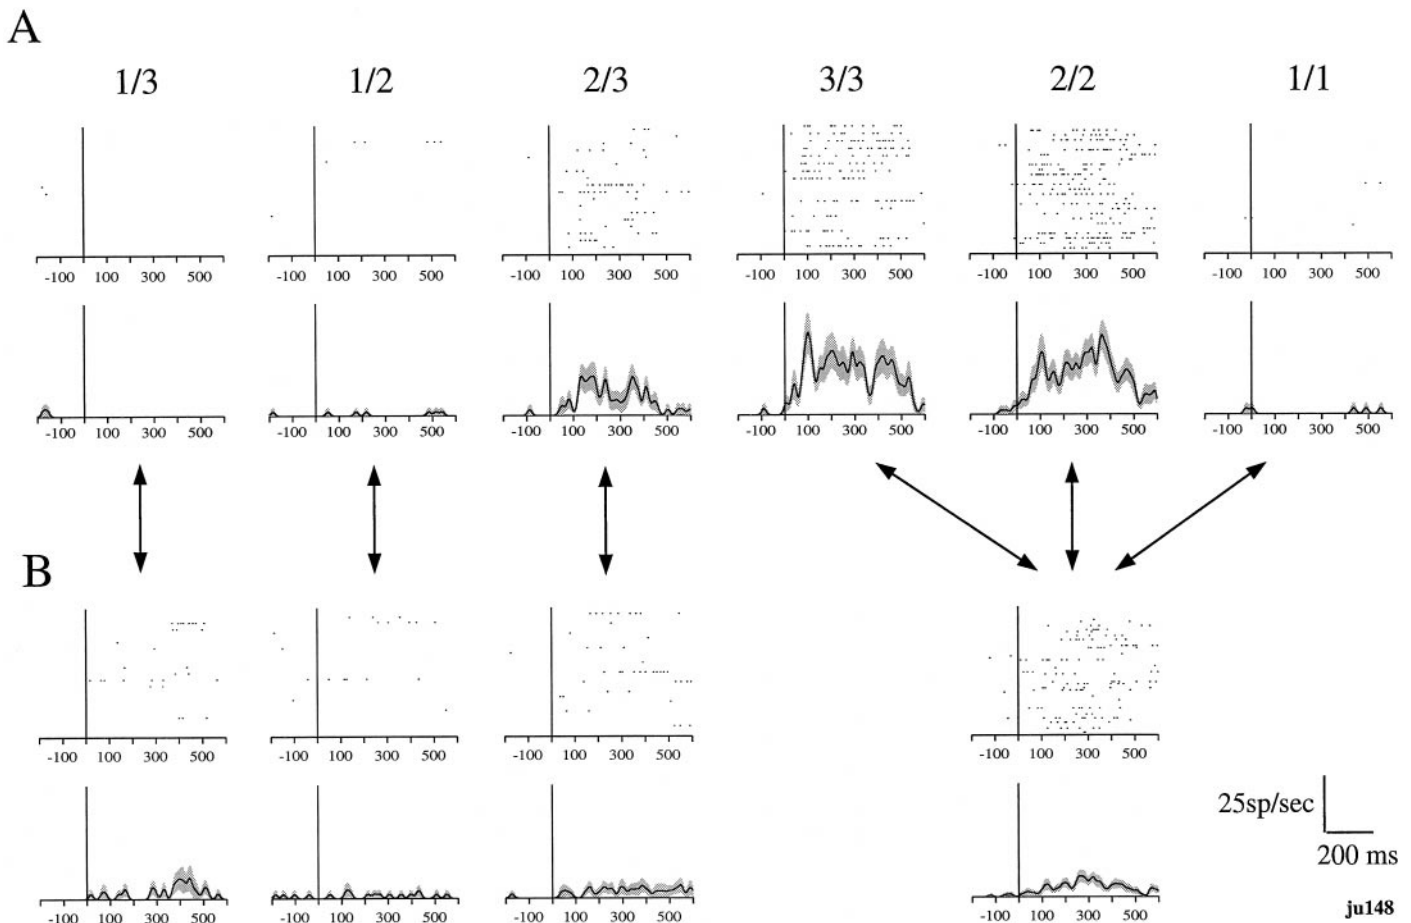 A
1/3 1/2 2/3 3/3 2/2 1/1
-100 100 300 500 -100 100 300 500 -100 100 300 500 -100 100 300 500 -100 100 300 500 -100 100 300 500
-100 100 300 500 -100 100 300 500 -100 100 300 500 -100 100 300 500 -100 100 300 500 -100 100 300 500
B
-100 100 300 500 -100 100 300 500 -100 100 300 500 -100 100 300 500
25sp/sec
200 ms
-100 100 300 500 -100 100 300 500 -100 100 300 500 -100 100 300 500
ju148